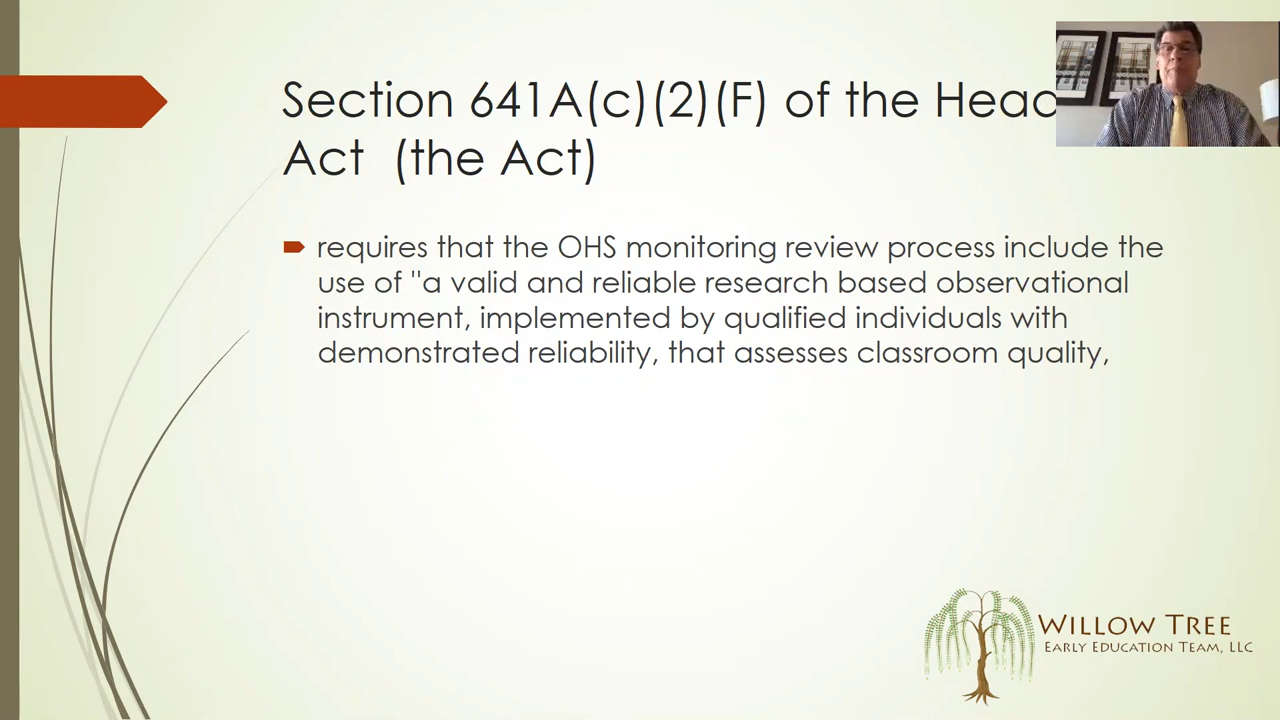 Section 641A(c)(2)(F) of the Head
Act (the Act)
requires that the OHS monitoring review process include the
use of "a valid and reliable research based observational
instrument, implemented by qualified individuals with
demonstrated reliability, that assesses classroom quality,
WILLOW TREE
EARLY EDUCATION TEAM, LLC